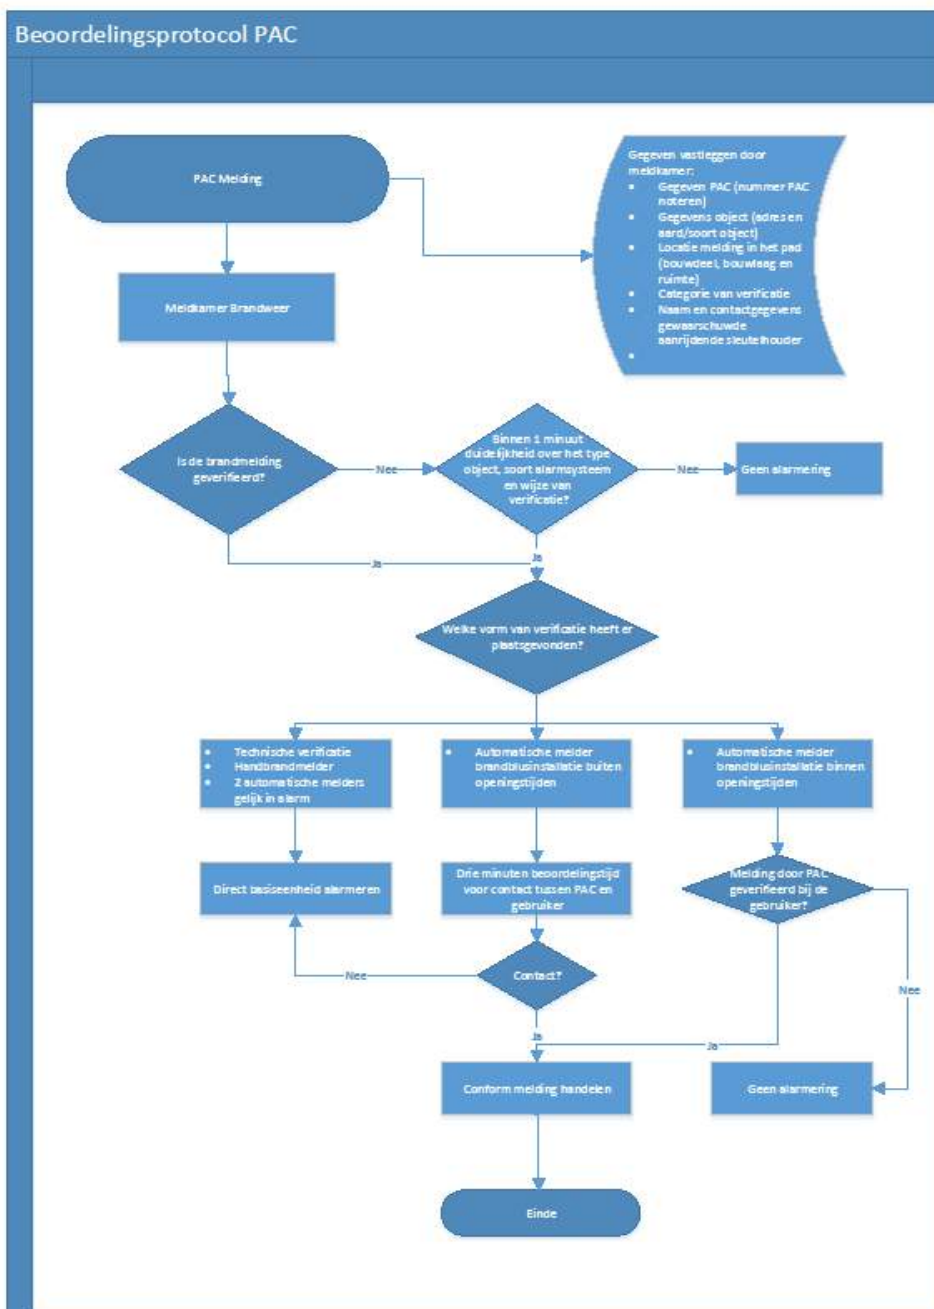 Beoordelingsprotocol PAC
PAC Melding
Gegeven vastleggen door
meldkamer:
• Gegeven PAC (nummer PAC
noteren)
• Gegevens object (adres en
aard/soort object)
• Locatie melding in het pad
(bouwdeel, bouwlaag en
ruimte)
• Categorie van verificatie
• Naam en contactgegevens
gewaarschuwde
aanrijdende sleutelhouder
•
Meldkamer Brandweer
Is de brandmelding
geverifieerd?
Nee
Binnen 1 minuut
duidelijkheid over het type
object, soort alarmsysteem
en wijze van
verificatie?
Nee
Geen alarmering
Ja
Ja
Welke vorm van verificatie heeft er
plaatsgevonden?
• Technische verificatie
• Handbrandmelder
• 2 automatische melders
gelijk in alarm
• Automatische melder
brandblusinstallatie buiten
openingstijden
• Automatische melder
brandblusinstallatie binnen
openingstijden
Direct basiseenheid alarmeren
Drie minuten beoordelingstijd
voor contact tussen PAC en
gebruiker
Melding door PAC
geverifieerd bij de
gebruiker?
Nee
Contact?
Nee
Ja
Ja
Conform melding handelen
Geen alarmering
Einde